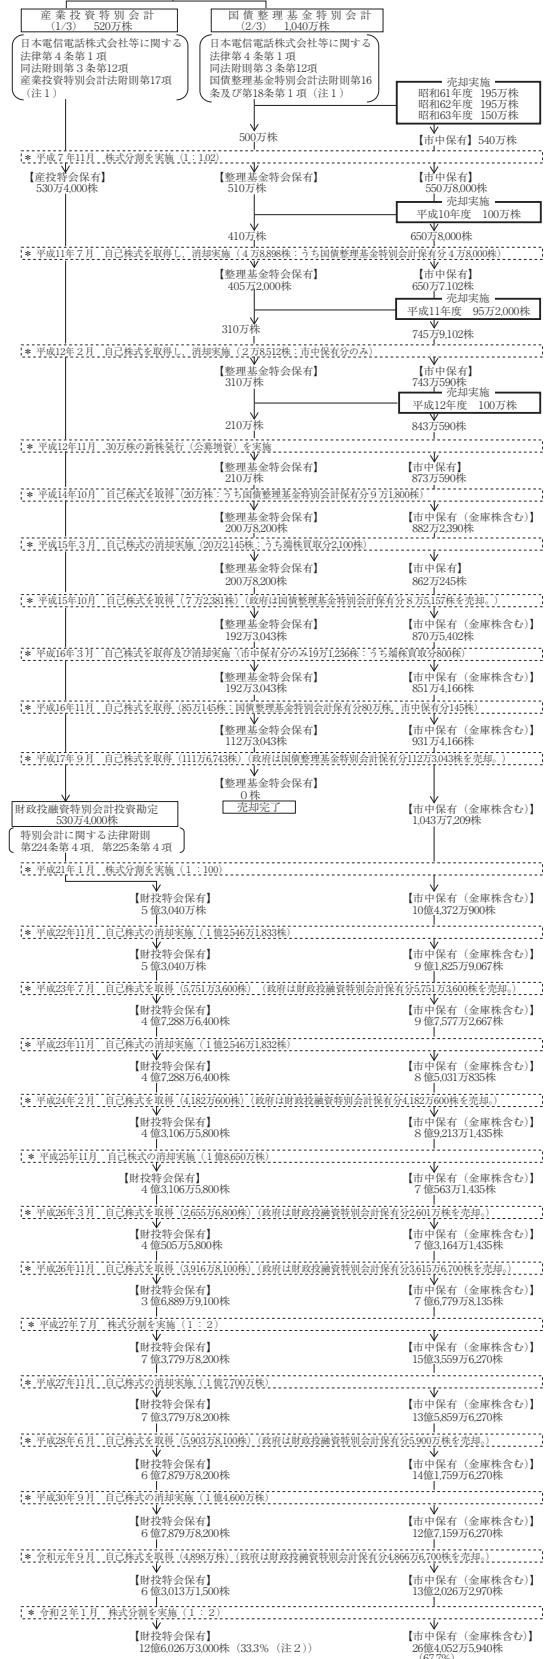 産業投資特別会計
(1/3) 520万株
国債整理基金特別会計
(2/3) 1,040万株
日本電信電話株式会社等に関する
法律第4条第1項
同法附則第3条第12項
産業投資特別会計法附則第17項
(注1)
日本電信電話株式会社等に関する
法律第4条第1項
同法附則第3条第12項
国債整理基金特別会計法附則第16
条及び第18条第1項(注1)
売却実施
昭和61年度 195万株
昭和62年度 195万株
昭和63年度 150万株
500万株
【市中保有】540万株
* 平成7年11月 株式分割を実施(1:1.02)
【産投特会保有】
530万4,000株
【整理基金特会保有】
510万株
【市中保有】
550万8,000株
売却実施
平成10年度 100万株
410万株
650万8,000株
* 平成11年7月 自己株式を取得し、消却実施(4万8,898株:うち国債整理基金特別会計保有分4万8,000株)
【整理基金特会保有】
405万2,000株
【市中保有】
650万7,102株
売却実施
平成11年度 95万2,000株
310万株
745万9,102株
* 平成12年2月 自己株式を取得し、消却実施(2万8,512株:市中保有分のみ)
【整理基金特会保有】
310万株
【市中保有】
743万590株
売却実施
平成12年度 100万株
210万株
843万590株
* 平成12年11月 30万株の新株発行(公募増資)を実施
【整理基金特会保有】
210万株
【市中保有】
873万590株
* 平成14年10月 自己株式を取得(20万株:うち国債整理基金特別会計保有分9万1,800株)
【整理基金特会保有】
200万8,200株
【市中保有(金庫株含む)】
882万2,390株
* 平成15年3月 自己株式の消却実施(20万2,145株:うち端株買取分2,100株)
【整理基金特会保有】
200万8,200株
【市中保有】
862万245株
* 平成15年10月 自己株式を取得(7万2,381株)(政府は国債整理基金特別会計保有分8万5,157株を売却。)
【整理基金特会保有】
192万3,043株
【市中保有(金庫株含む)】
870万5,402株
* 平成16年3月 自己株式を取得及び消却実施(市中保有分のみ19万1,236株:うち端株買取分800株)
【整理基金特会保有】
192万3,043株
【市中保有(金庫株含む)】
851万4,166株
* 平成16年11月 自己株式を取得(85万145株:国債整理基金特別会計保有分80万株、市中保有分145株)
【整理基金特会保有】
112万3,043株
【市中保有(金庫株含む)】
931万4,166株
* 平成17年9月 自己株式を取得(111万6,743株)(政府は国債整理基金特別会計保有分112万3,043株を売却。)
【整理基金特会保有】
0株
売却完了
財政投融資特別会計投資勘定
530万4,000株
【市中保有(金庫株含む)】
1,043万7,209株
特別会計に関する法律附則
第224条第4項、第225条第4項
* 平成21年1月 株式分割を実施(1:100)
【財投特会保有】
5億3,040万株
【市中保有(金庫株含む)】
10億4,372万900株
* 平成22年11月 自己株式の消却実施(1億2,546万1,833株)
【財投特会保有】
5億3,040万株
【市中保有(金庫株含む)】
9億1,825万9,067株
* 平成23年7月 自己株式を取得(5,751万3,600株) (政府は財政投融資特別会計保有分5,751万3,600株を売却。)
【財投特会保有】
4億7,288万6,400株
【市中保有(金庫株含む)】
9億7,577万2,667株
* 平成23年11月 自己株式の消却実施(1億2,546万1,832株)
【財投特会保有】
4億7,288万6,400株
【市中保有(金庫株含む)】
8億5,031万835株
* 平成24年2月 自己株式を取得(4,182万600株)(政府は財政投融資特別会計保有分4,182万600株を売却。)
【財投特会保有】
4億3,106万5,800株
【市中保有(金庫株含む)】
8億9,213万1,435株
* 平成25年11月 自己株式の消却実施(1億8,650万株)
【財投特会保有】
4億3,106万5,800株
【市中保有(金庫株含む)】
7億563万1,435株
* 平成26年3月 自己株式を取得(2,655万6,800株)(政府は財政投融資特別会計保有分2,601万株を売却。)
【財投特会保有】
4億505万5,800株
【市中保有(金庫株含む)】
7億3,164万1,435株
* 平成26年11月 自己株式を取得(3,916万8,100株)(政府は財政投融資特別会計保有分3,615万6,700株を売却。)
【財投特会保有】
3億6,889万9,100株
【市中保有(金庫株含む)】
7億6,779万8,135株
* 平成27年7月 株式分割を実施(1:2)
【財投特会保有】
7億3,779万8,200株
【市中保有(金庫株含む)】
15億3,559万6,270株
* 平成27年11月 自己株式の消却実施(1億7,700万株)
【財投特会保有】
7億3,779万8,200株
【市中保有(金庫株含む)】
13億5,859万6,270株
* 平成28年6月 自己株式を取得(5,903万8,100株)(政府は財政投融資特別会計保有分5,900万株を売却。)
【財投特会保有】
6億7,879万8,200株
【市中保有(金庫株含む)】
14億1,759万6,270株
* 平成30年9月 自己株式の消却実施(1億4,600万株)
【財投特会保有】
6億7,879万8,200株
【市中保有(金庫株含む)】
12億7,159万6,270株
* 令和元年9月 自己株式を取得(4,898万株)(政府は財政投融資特別会計保有分4,866万6,700株を売却。)
【財投特会保有】
6億3,013万1,500株
【市中保有(金庫株含む)】
13億2,026万2,970株
* 令和2年1月 株式分割を実施(1:2)
【財投特会保有】
12億6,026万3,000株(33.3%(注2))
【市中保有(金庫株含む)】
26億4,052万5,940株
(67.7%)